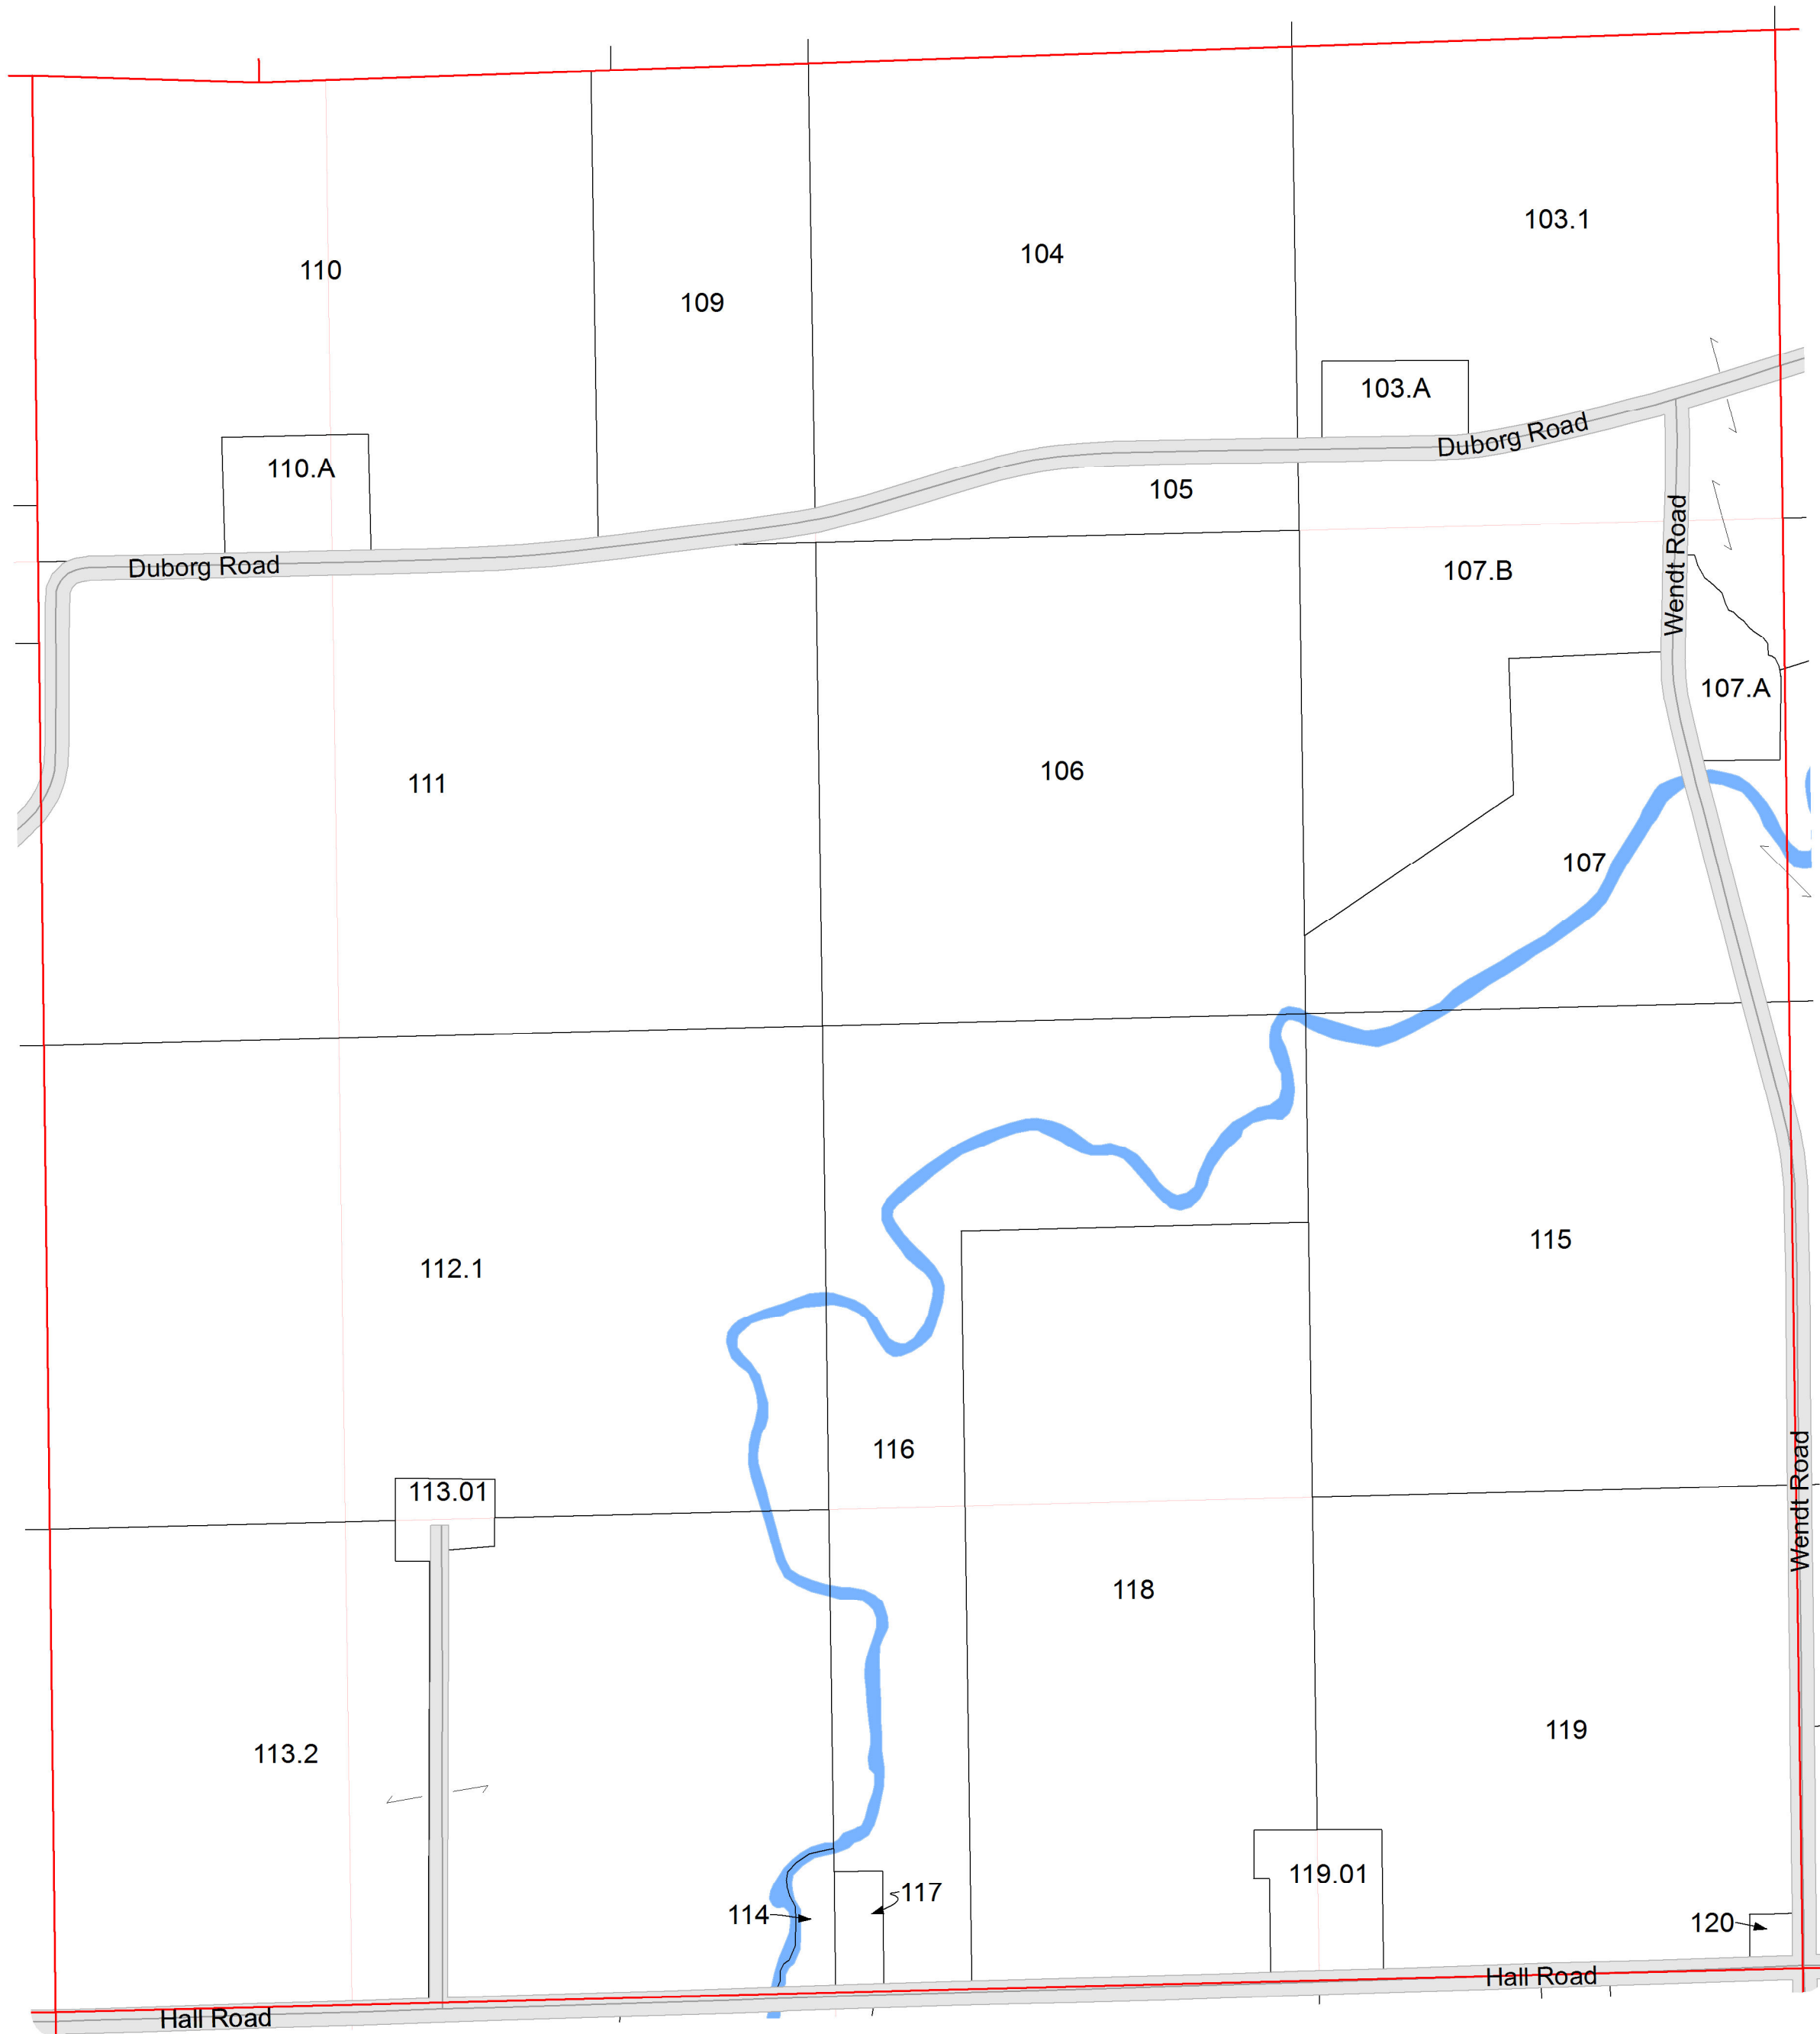 103.1
104
110
109
103.A
Duborg Road
110.A
105
Wendt Road
Duborg Road
107.B
107.A
106
111
107
115
112.1
116
113.01
Wendt Road
118
119
113.2
119.01
117
114
120
Hall Road
Hall Road